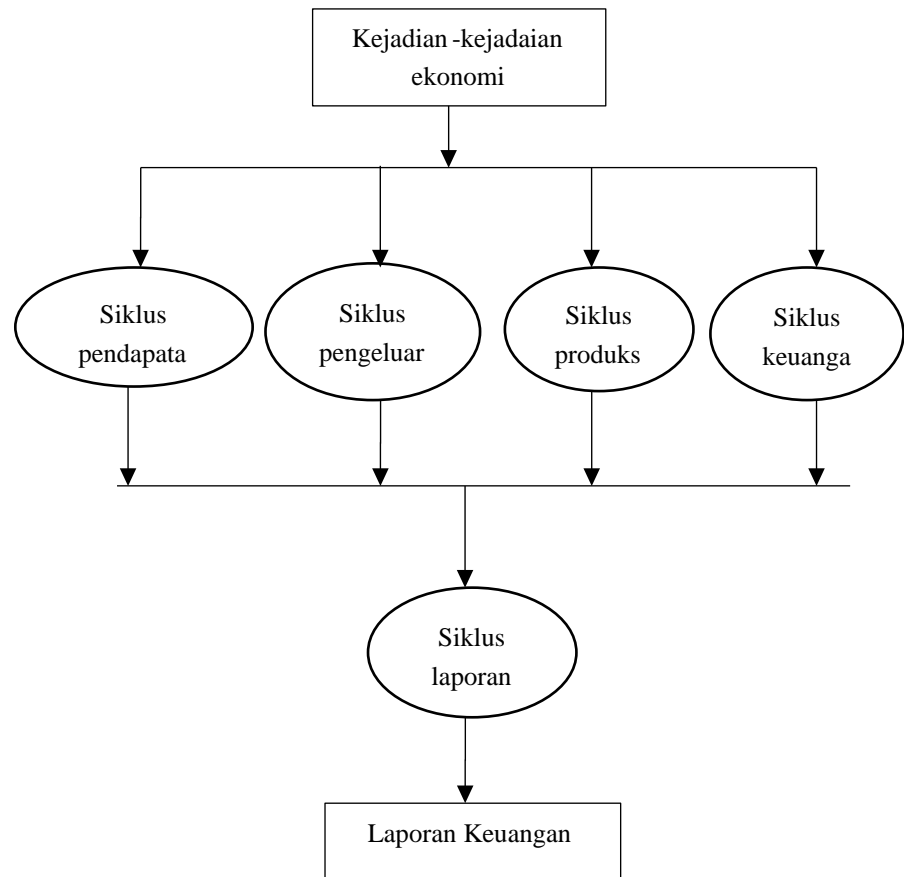 Kejadian -kejadaian
ekonomi
Siklus
pendapata
Siklus
pengeluar
Siklus
produks
Siklus
keuanga
Siklus
laporan
Laporan Keuangan